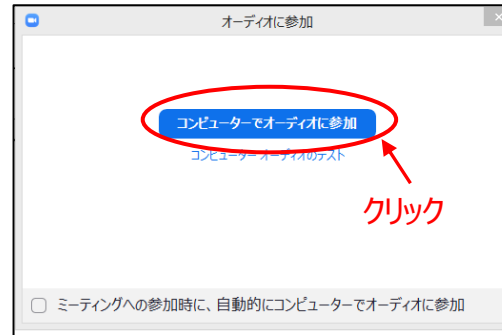 オーディオに参加
コンピューターでオーディオに参加
コンピューター オーディオのテスト
クリック
ミーティングへの参加時に、自動的にコンピューターでオーディオに参加